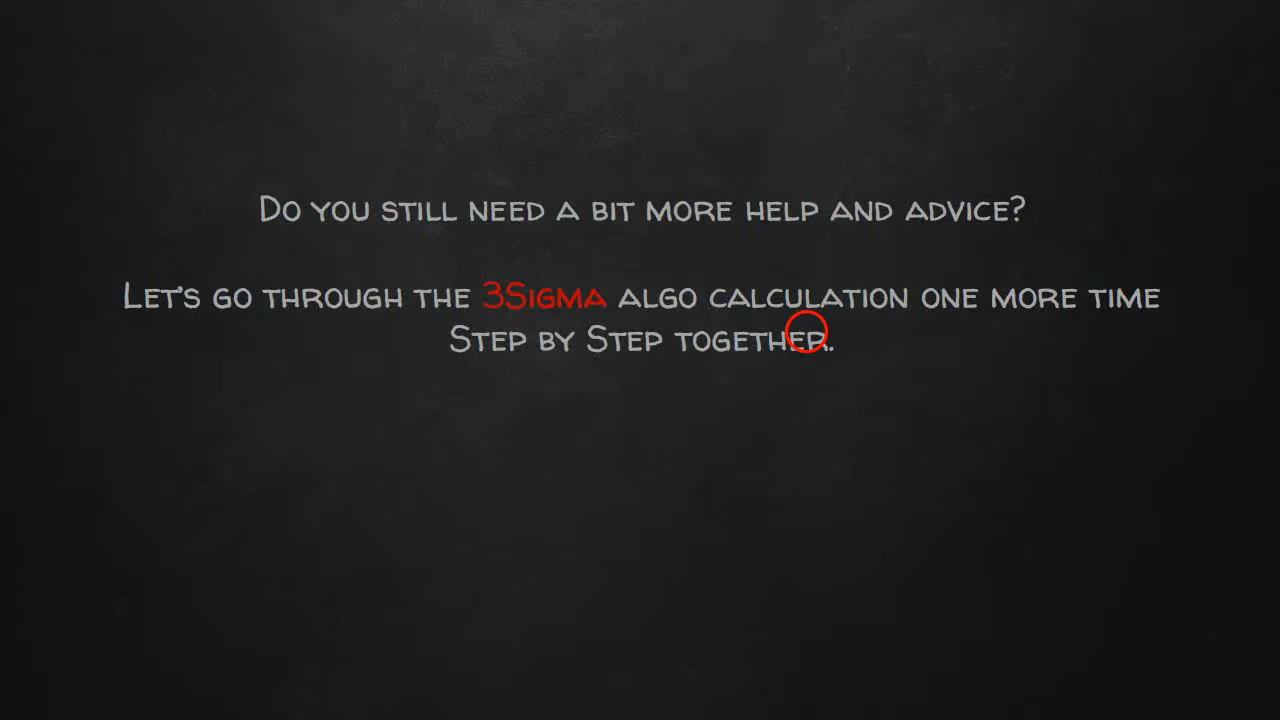 Do you still need a bit more help and advice?
Let's go through the 3Sigma algo calculation one more time
Step by Step together.